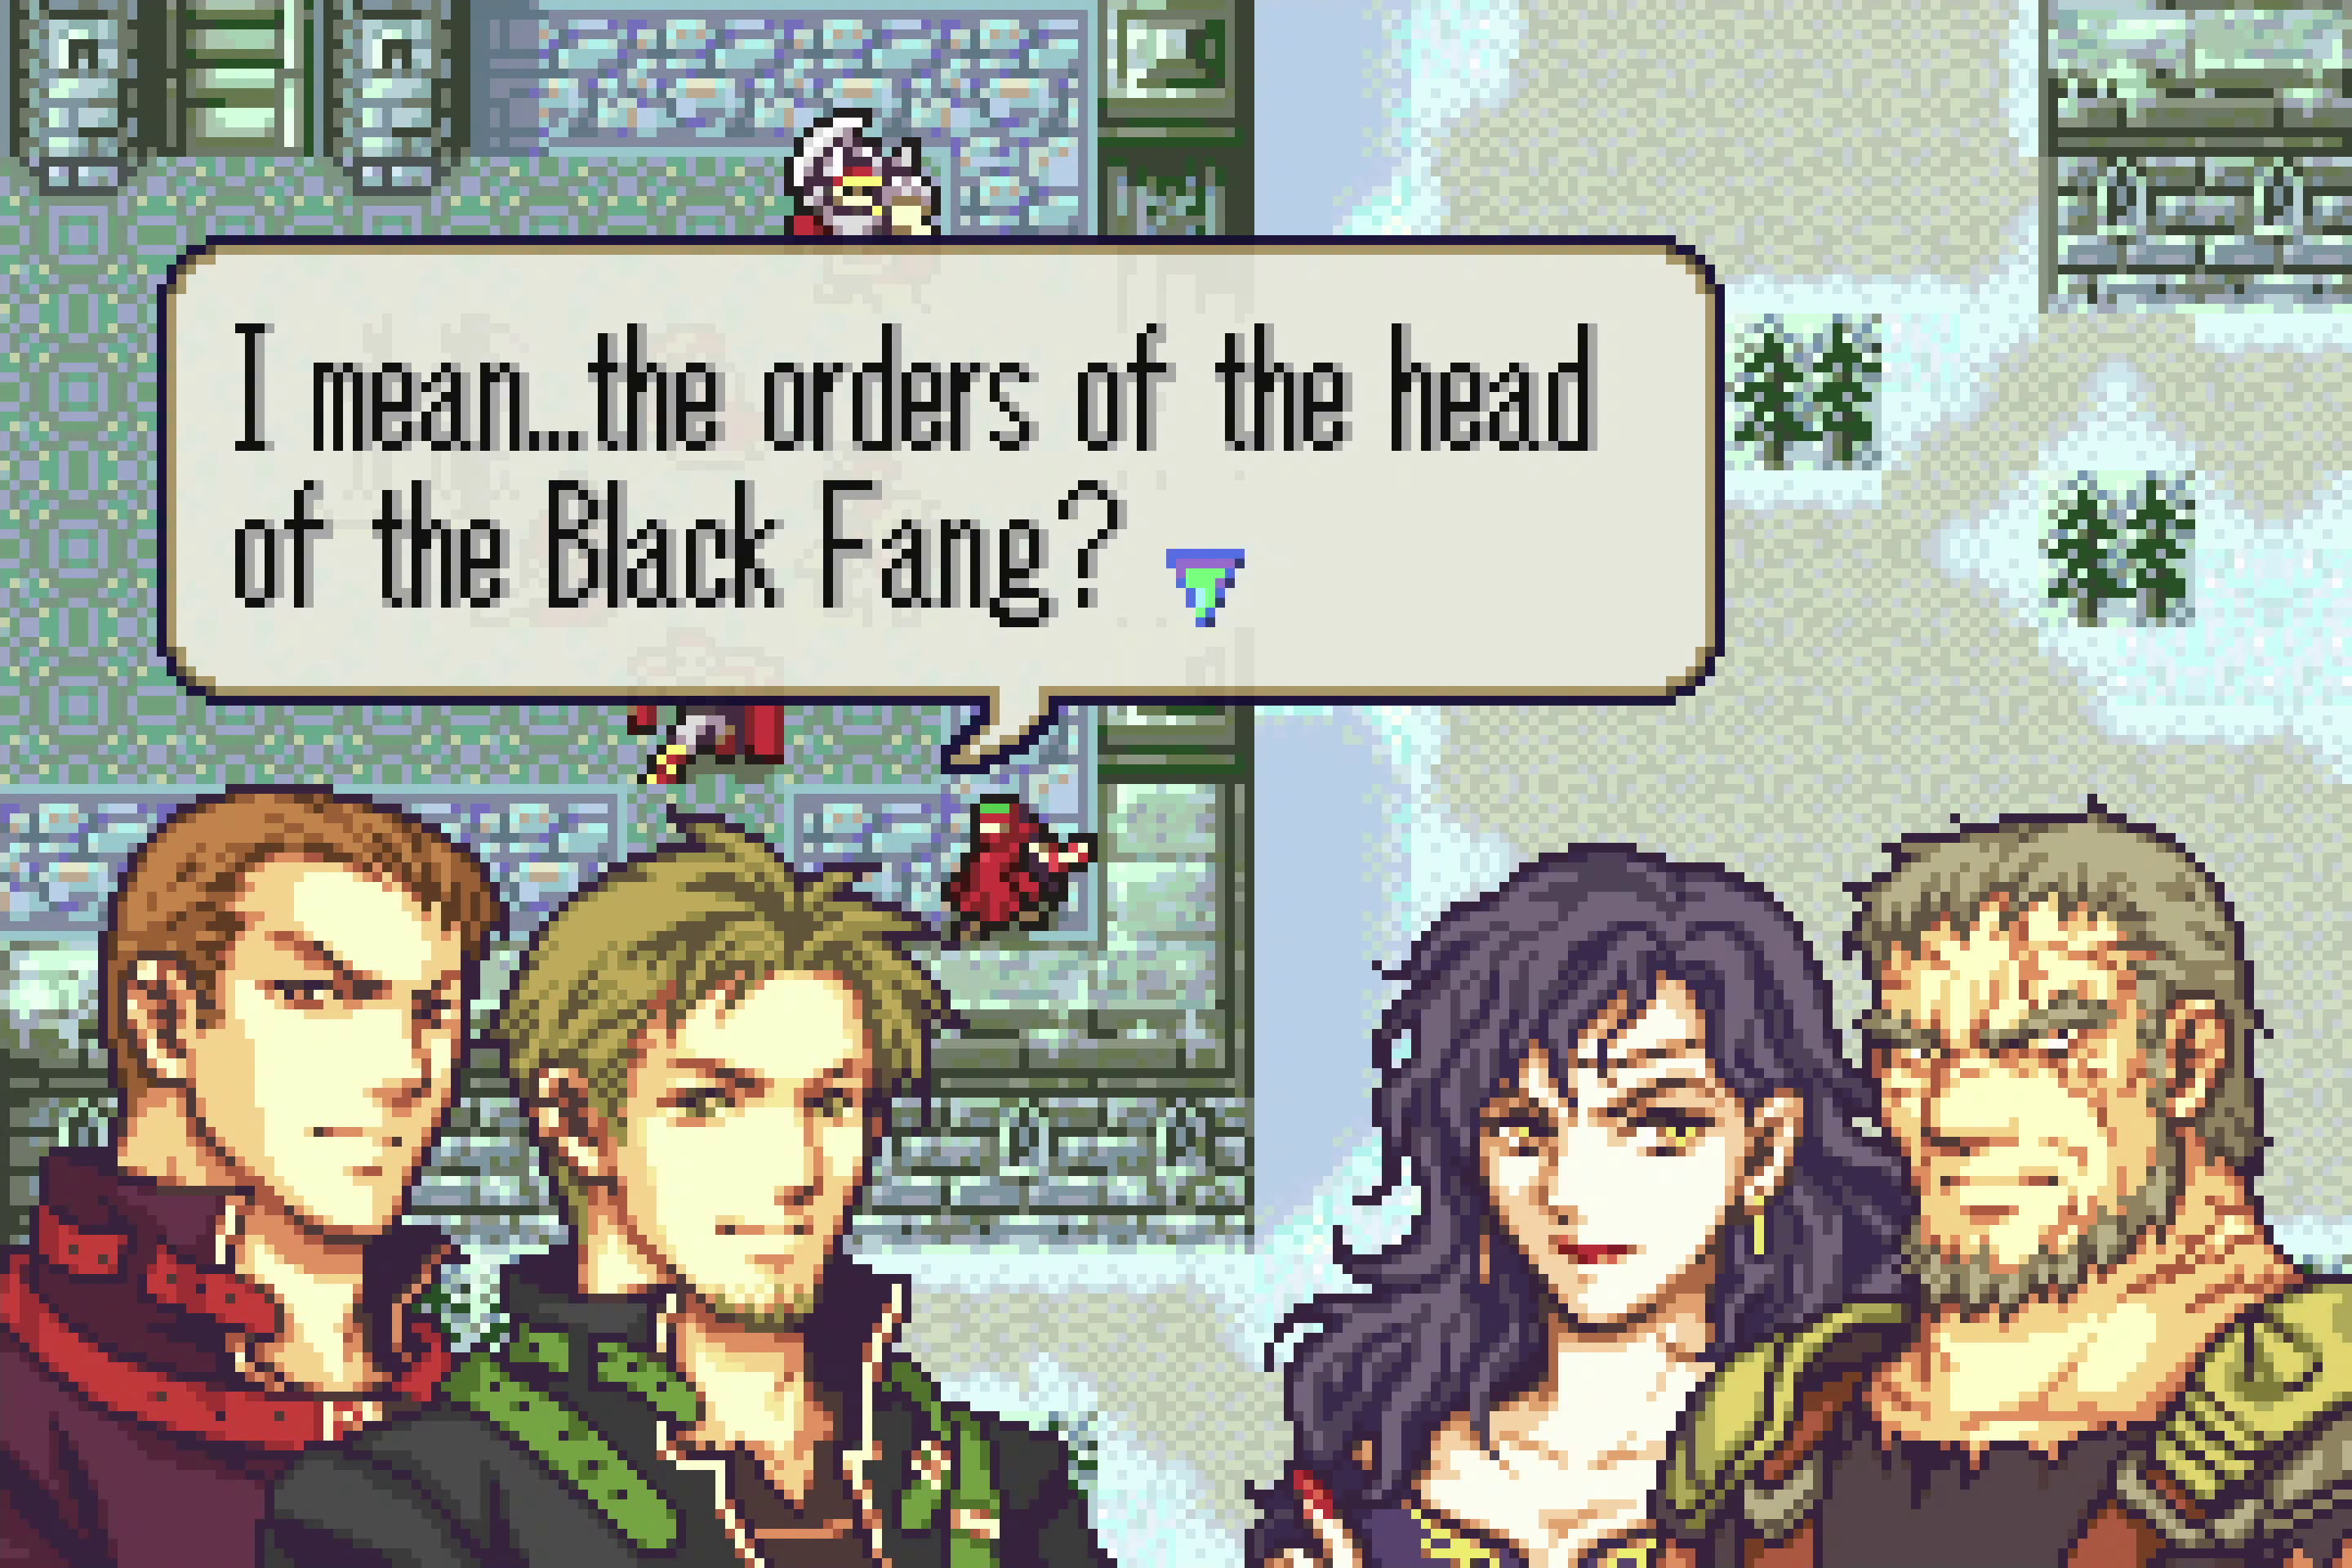 I mean...the orders of the head
of the Black Fang?